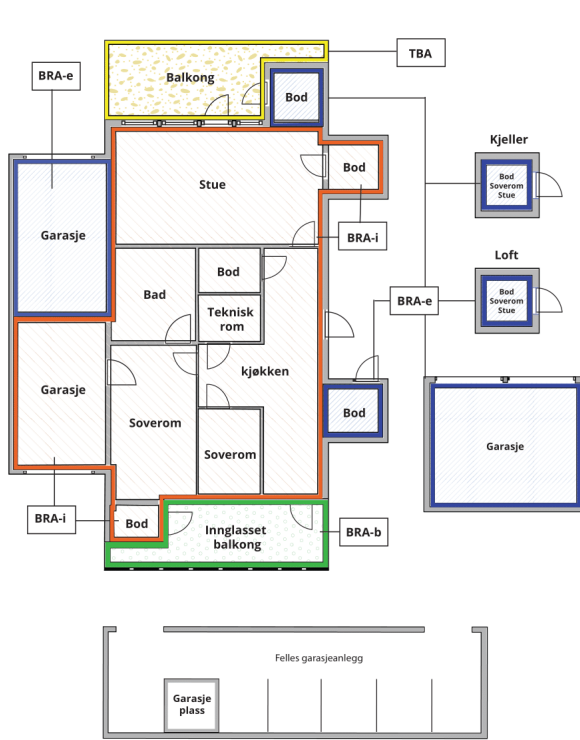 TBA
BRA-e
Balkong
Bod
Kjeller
Stue
Bod
Bod
Soverom
Stue
Garasje
BRA-i
Loft
Bod
Bad
Teknisk
rom
BRA-e
Bod
Soverom
Stue
kjøkken
Garasje
Bod
Soverom
Soverom
Garasje
BRA-i
Bod
Innglasset
balkong
BRA-b
Felles garasjeanlegg
Garasje
plass